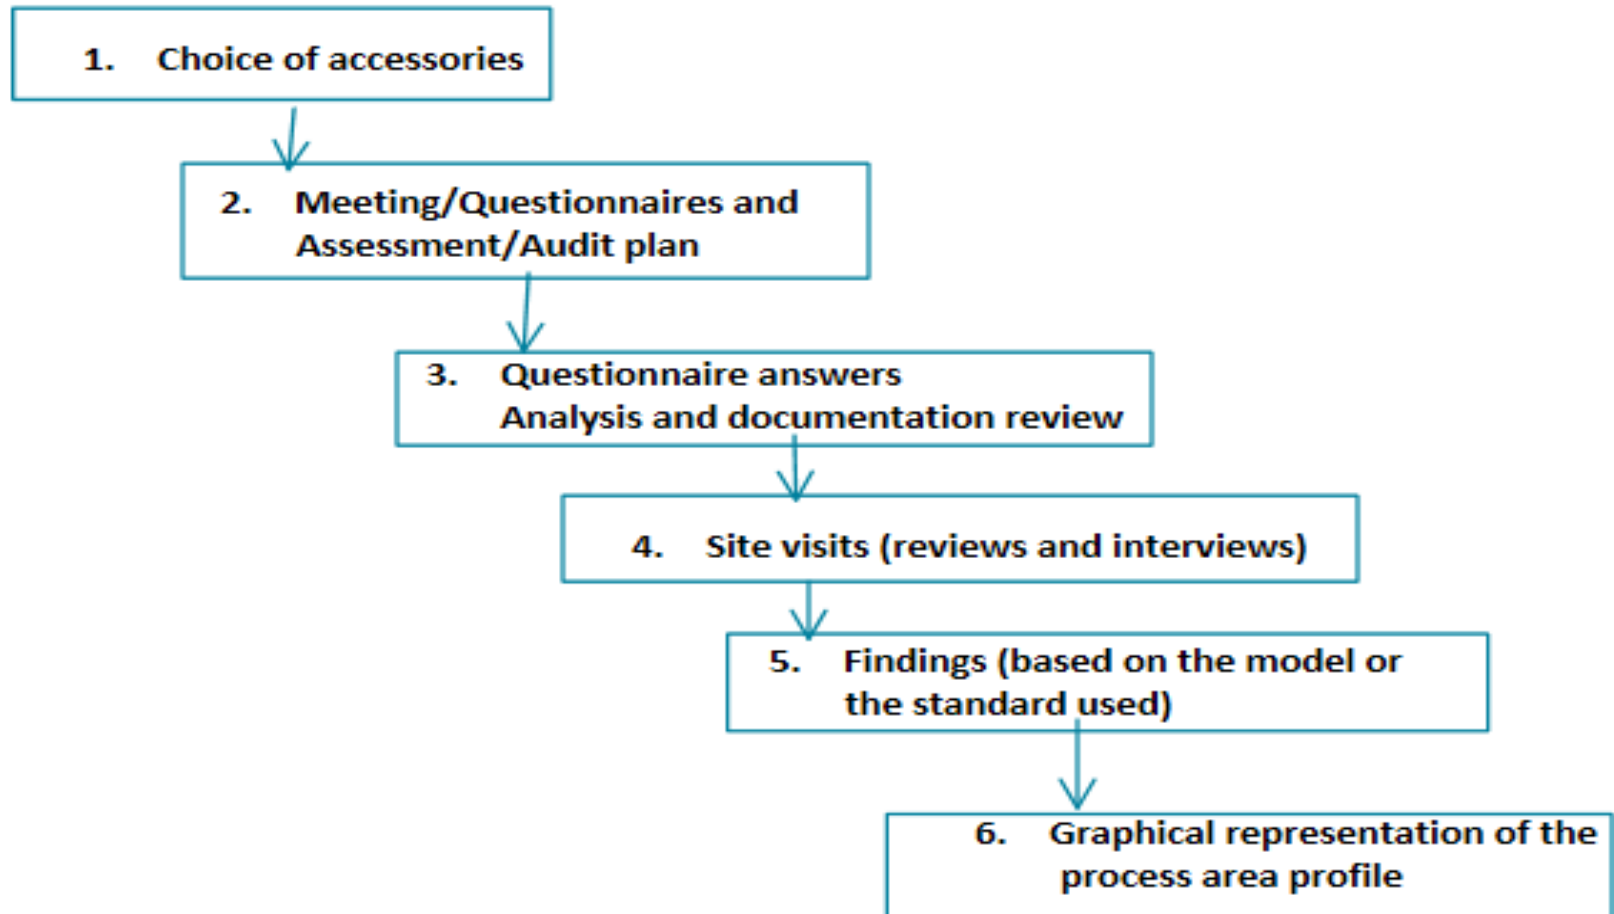 1. Choice of accessories
2. Meeting/Questionnaires and
Assessment/Audit plan
3. Questionnaire answers
Analysis and documentation review
4. Site visits (reviews and interviews)
5. Findings (based on the model or
the standard used)
6. Graphical representation of the
process area profile